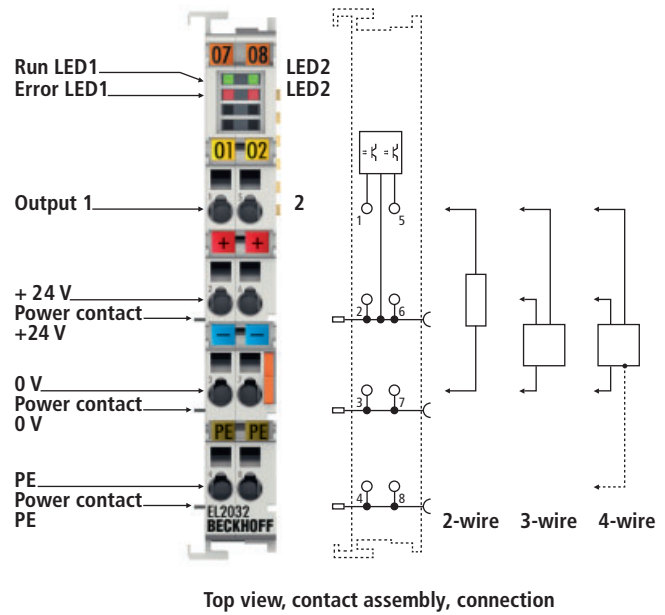 07 08
Run LED1 LED2
Error LED1 LED2
01 02
Output 1 2
1 5
+ +
+ 24 V
Power contact
+24 V
2 6
− −
0 V
Power contact
0 V
3 7
PE PE
PE
Power contact
PE
4 8
EL2032
BECKHOFF
2-wire 3-wire 4-wire
Top view, contact assembly, connection